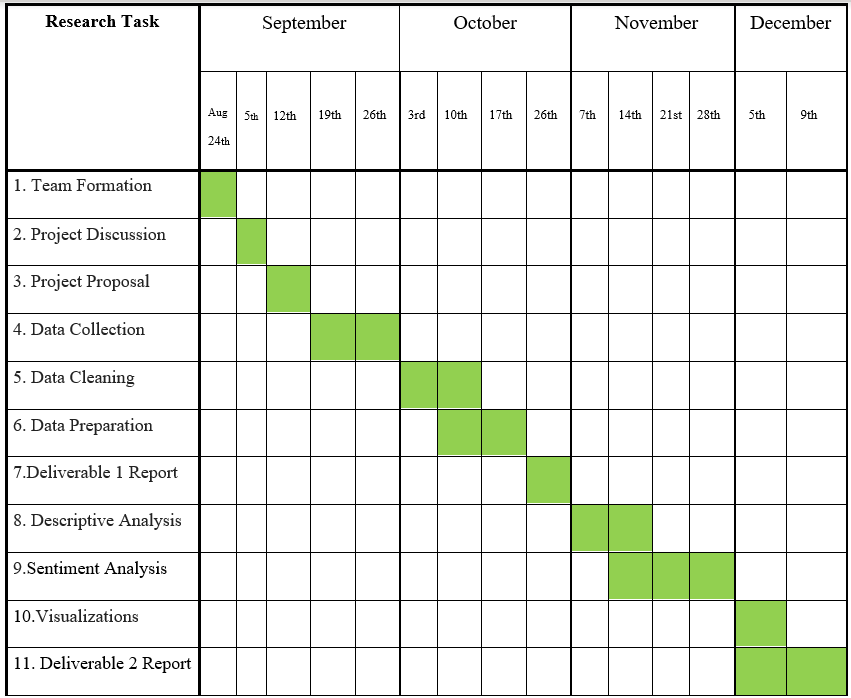 Research Task
September
October
November
December
Aug
24th
5th
12th
19th
26th
3rd
10th
17th
26th
7th
14th
21st
28th
5th
9th
1. Team Formation
2. Project Discussion
3. Project Proposal
4. Data Collection
5. Data Cleaning
6. Data Preparation
7.Deliverable 1 Report
8. Descriptive Analysis
9.Sentiment Analysis
10.Visualizations
11. Deliverable 2 Report